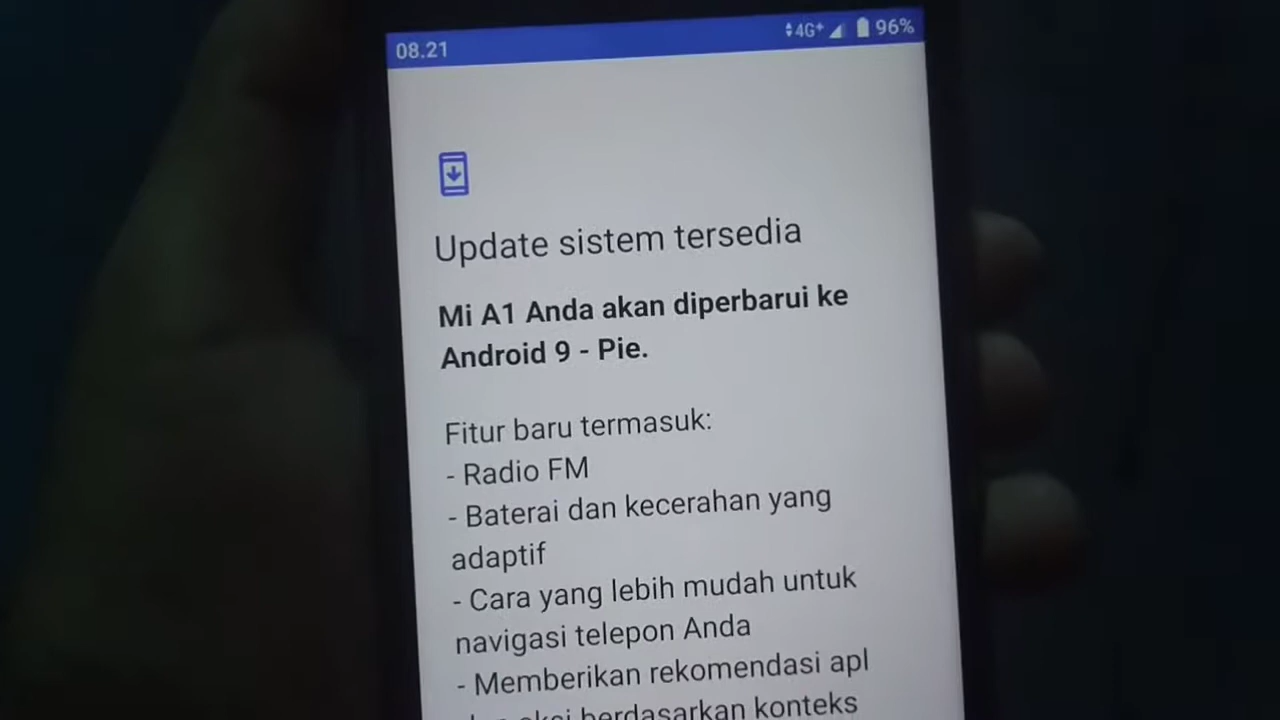 08.21
4G+ 96%
Update sistem tersedia
Mi A1 Anda akan diperbarui ke
Android 9 - Pie.
Fitur baru termasuk:
- Radio FM
- Baterai dan kecerahan yang
adaptif
- Cara yang lebih mudah untuk
navigasi telepon Anda
- Memberikan rekomendasi apl
berdasarkan konteks